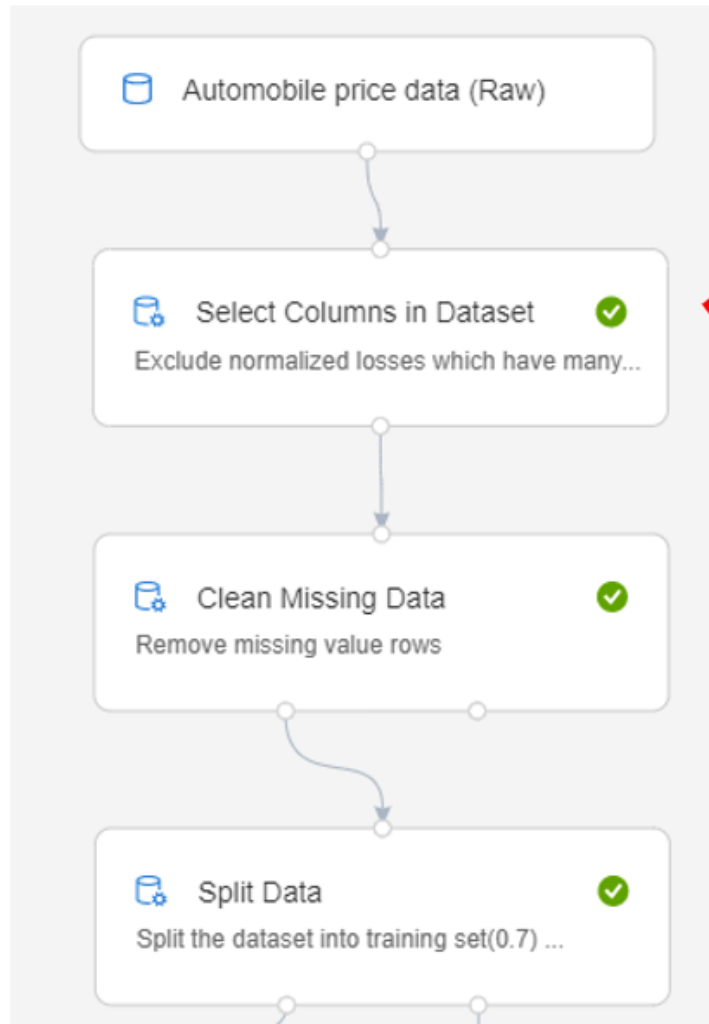 Automobile price data (Raw)
Select Columns in Dataset
Exclude normalized losses which have many...
Clean Missing Data
Remove missing value rows
Split Data
Split the dataset into training set(0.7) ...